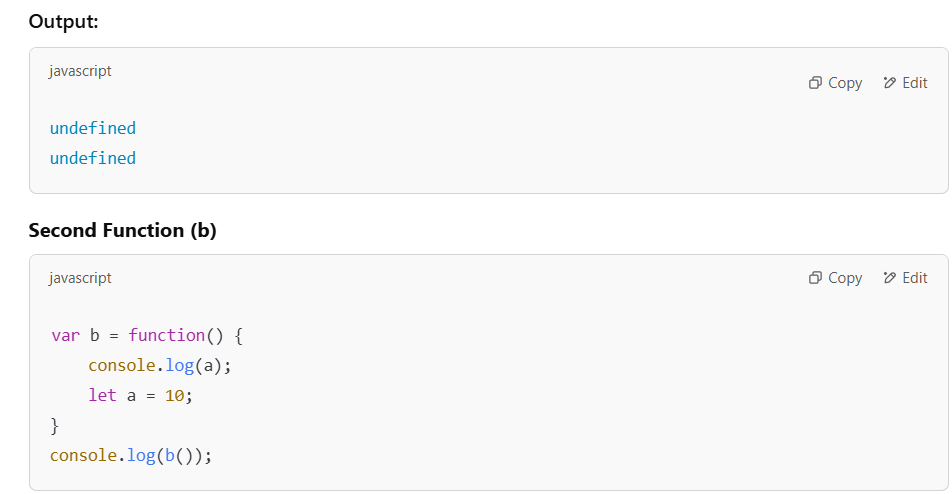 Output:
javascript
Copy Edit
undefined
undefined
Second Function (b)
javascript Copy Edit
var b = function() {
    console.log(a);
    let a = 10;
}
console.log(b());